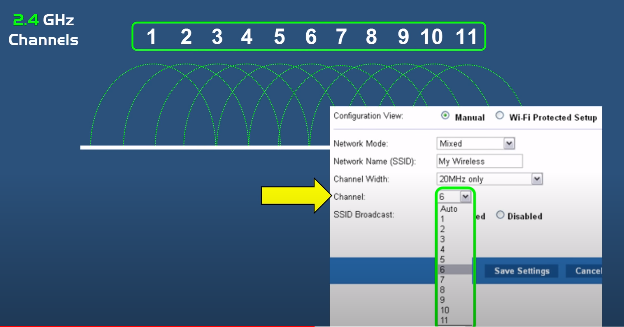 2.4 GHz
Channels
1 2 3 4 5 6 7 8 9 10 11
Configuration View: Manual Wi-Fi Protected Setup
Network Mode: Mixed
Network Name (SSID): My Wireless
Channel Width: 20MHz only
Channel: 6
SSID Broadcast: ed Disabled
Auto
1
2
3
4
5
6
7
8
9
10
11
Save Settings Cancel